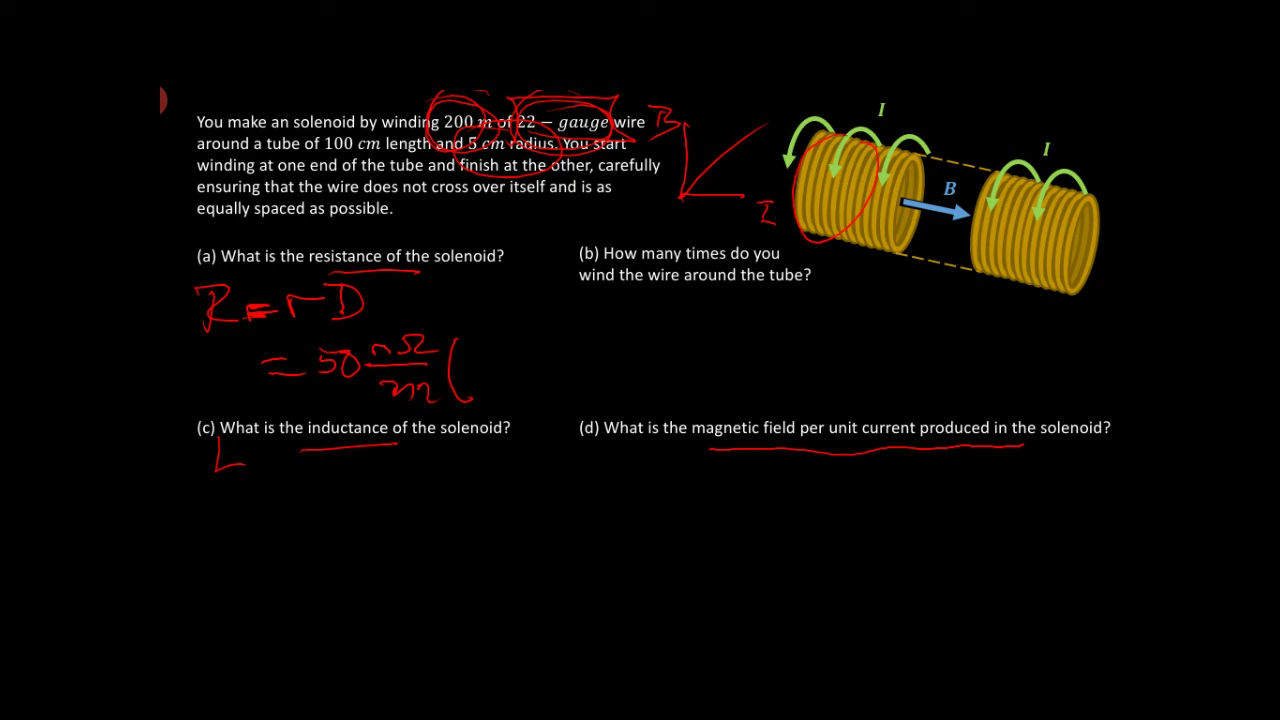 You make an solenoid by winding 200 m of 22 − gauge wire
around a tube of 100 cm length and 5 cm radius. You start
winding at one end of the tube and finish at the other, carefully
ensuring that the wire does not cross over itself and is as
equally spaced as possible.
B
I
I
I
B
(a) What is the resistance of the solenoid?
R = r D
= 50 mΩ/m (
(b) How many times do you
wind the wire around the tube?
(c) What is the inductance of the solenoid?
L
(d) What is the magnetic field per unit current produced in the solenoid?